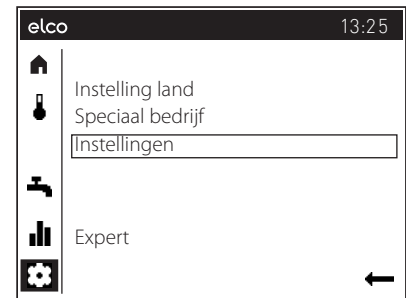 elco 13:25
Instelling land
Speciaal bedrijf
Instellingen
Expert